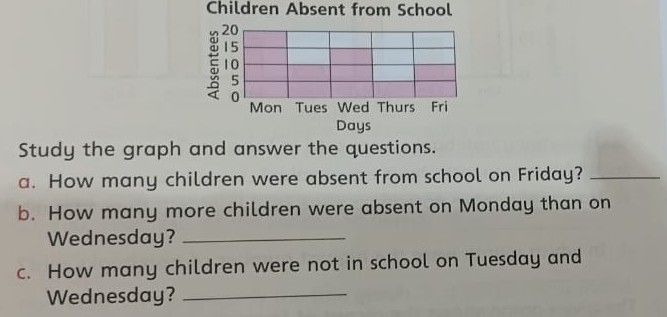 Children Absent from School
Absentees
20
15
10
5
0
Mon Tues Wed Thurs Fri
Days
Study the graph and answer the questions.
a. How many children were absent from school on Friday?
b. How many more children were absent on Monday than on
Wednesday?
c. How many children were not in school on Tuesday and
Wednesday?